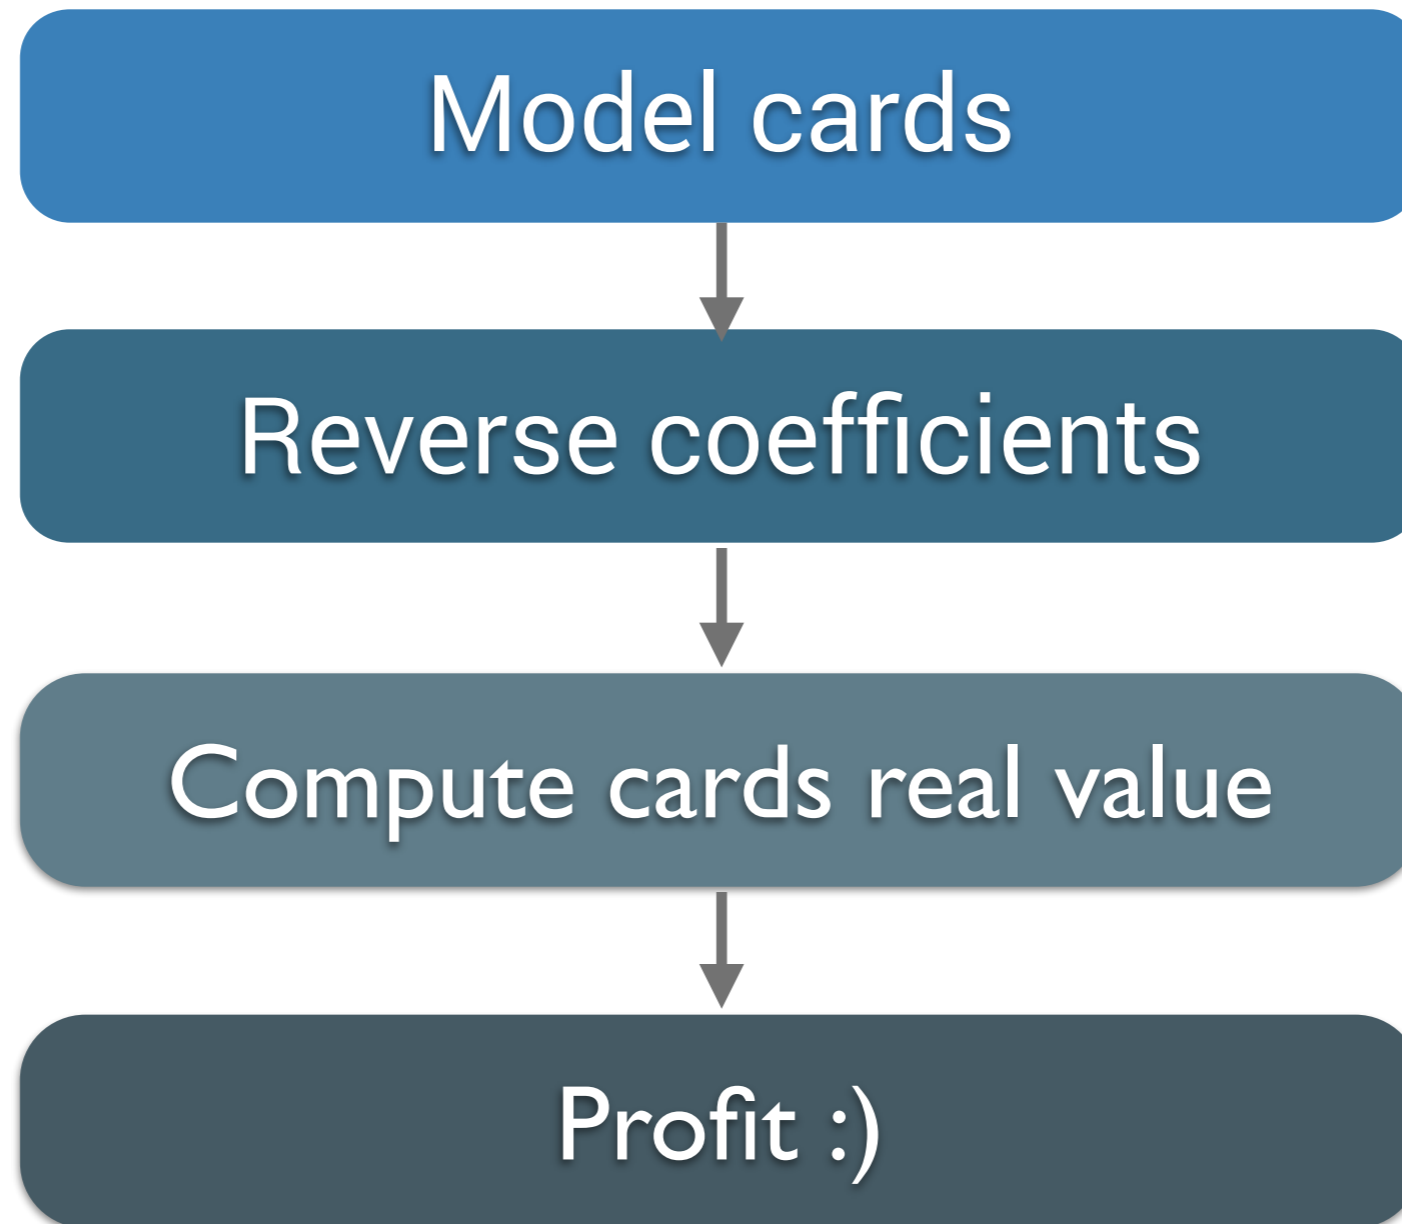 Model cards
Reverse coefficients
Compute cards real value
Profit :)